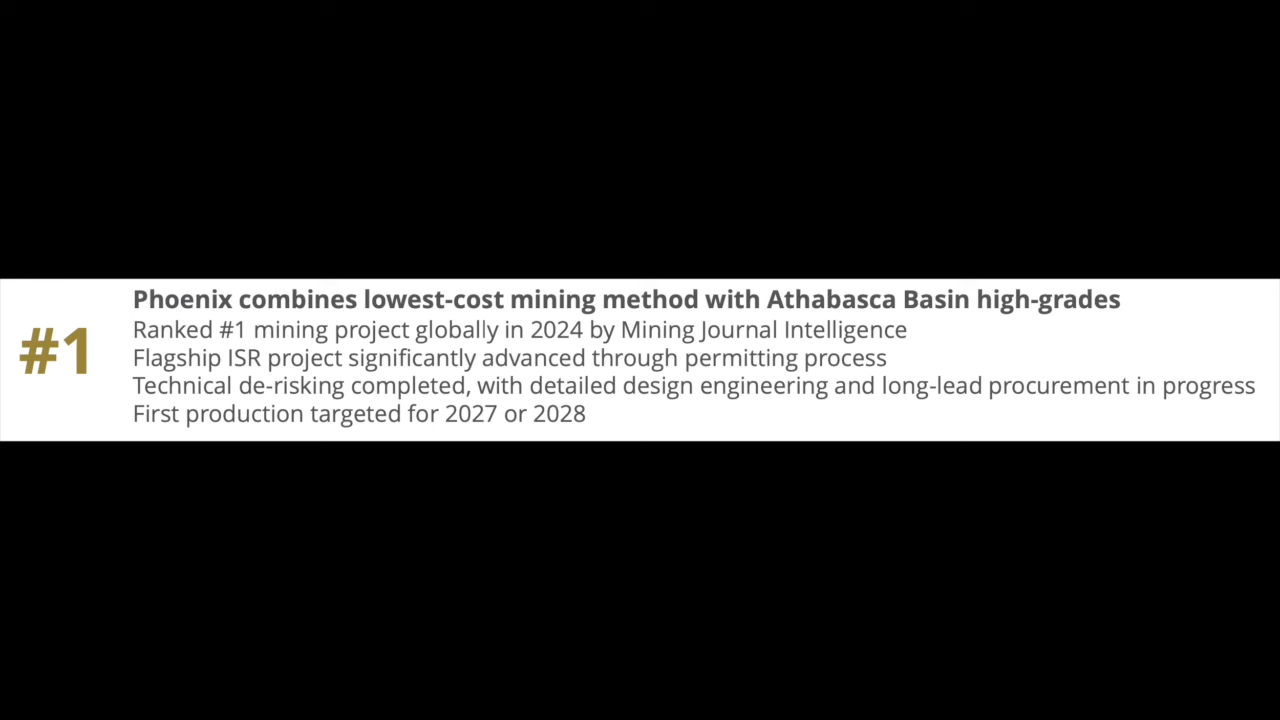 #1
Phoenix combines lowest-cost mining method with Athabasca Basin high-grades
Ranked #1 mining project globally in 2024 by Mining Journal Intelligence
Flagship ISR project significantly advanced through permitting process
Technical de-risking completed, with detailed design engineering and long-lead procurement in progress
First production targeted for 2027 or 2028